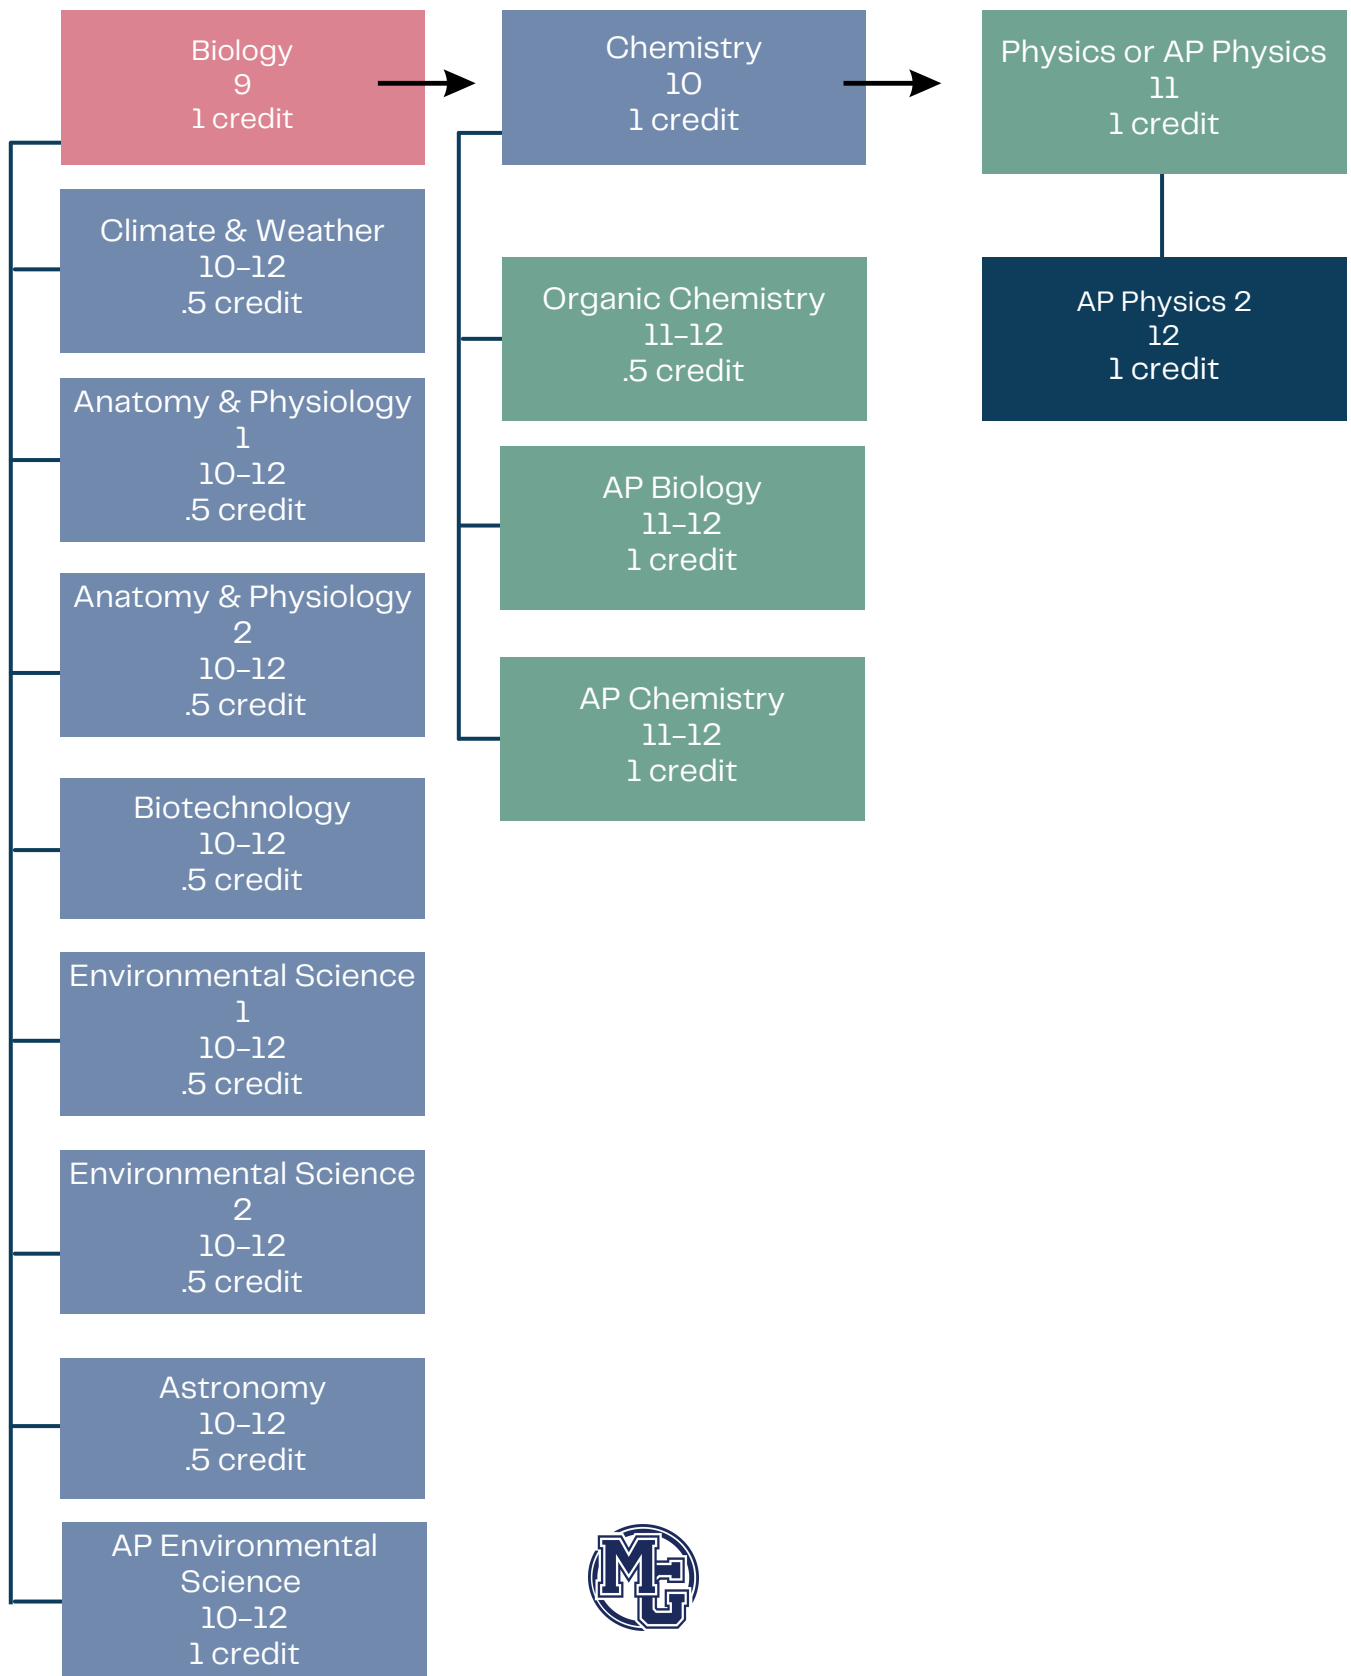 Biology
9
1 credit
Climate & Weather
10-12
.5 credit
Anatomy & Physiology
1
10-12
.5 credit
Anatomy & Physiology
2
10-12
.5 credit
Biotechnology
10-12
.5 credit
Environmental Science
1
10-12
.5 credit
Environmental Science
2
10-12
.5 credit
Astronomy
10-12
.5 credit
AP Environmental
Science
10-12
1 credit
Chemistry
10
1 credit
Organic Chemistry
11-12
.5 credit
AP Biology
11-12
1 credit
AP Chemistry
11-12
1 credit
Physics or AP Physics
11
1 credit
AP Physics 2
12
1 credit
MG